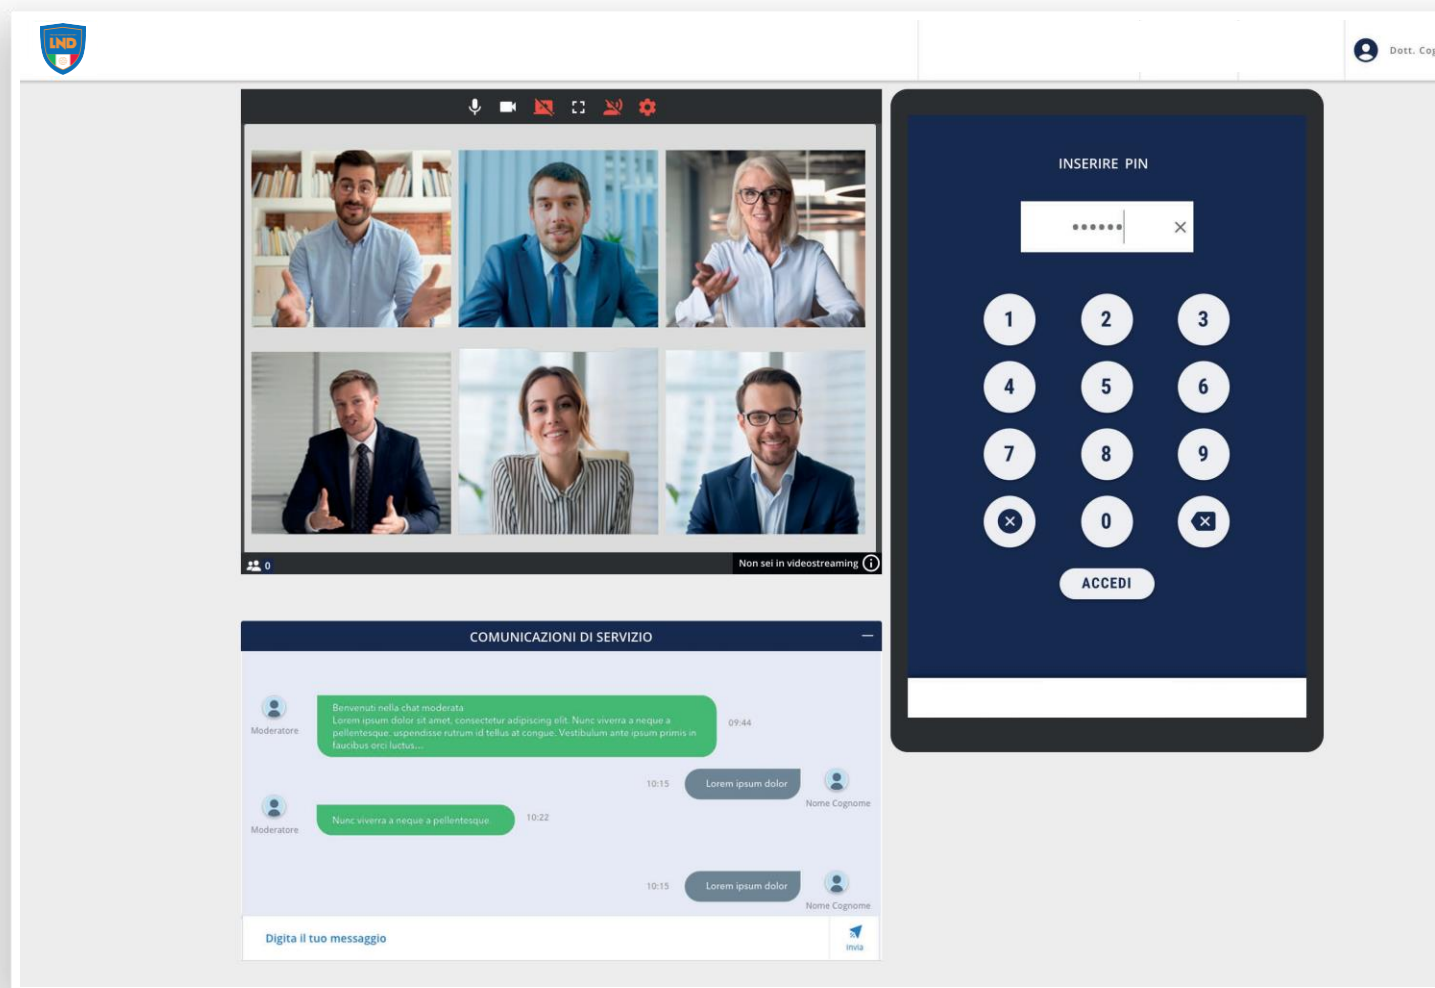 LND
Dott. Cog
INSERIRE PIN
••••••
1 2 3
4 5 6
7 8 9
0
ACCEDI
0
Non sei in videostreaming
COMUNICAZIONI DI SERVIZIO
Moderatore
Benvenuti nella chat moderata
Lorem ipsum dolor sit amet, consectetur adipiscing elit. Nunc viverra a neque a
pellentesque. uspendisse rutrum id tellus at congue. Vestibulum ante ipsum primis in
faucibus orci luctus...
09:44
10:15
Lorem ipsum dolor
Nome Cognome
Moderatore
Nunc viverra a neque a pellentesque
10:22
10:15
Lorem ipsum dolor
Nome Cognome
Digita il tuo messaggio
Invia